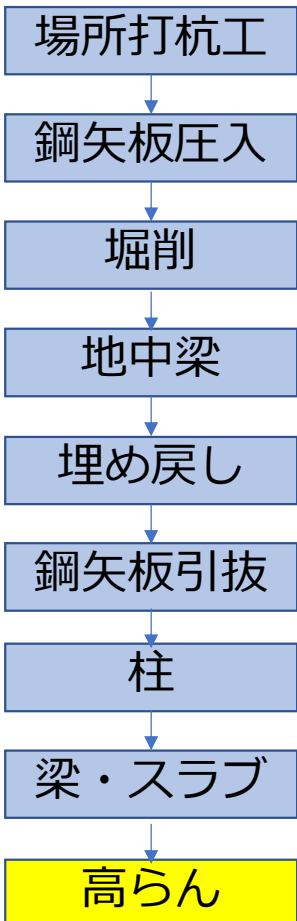 場所打杭工
鋼矢板圧入
堀削
地中梁
埋め戻し
鋼矢板引抜
柱
梁・スラブ
高らん